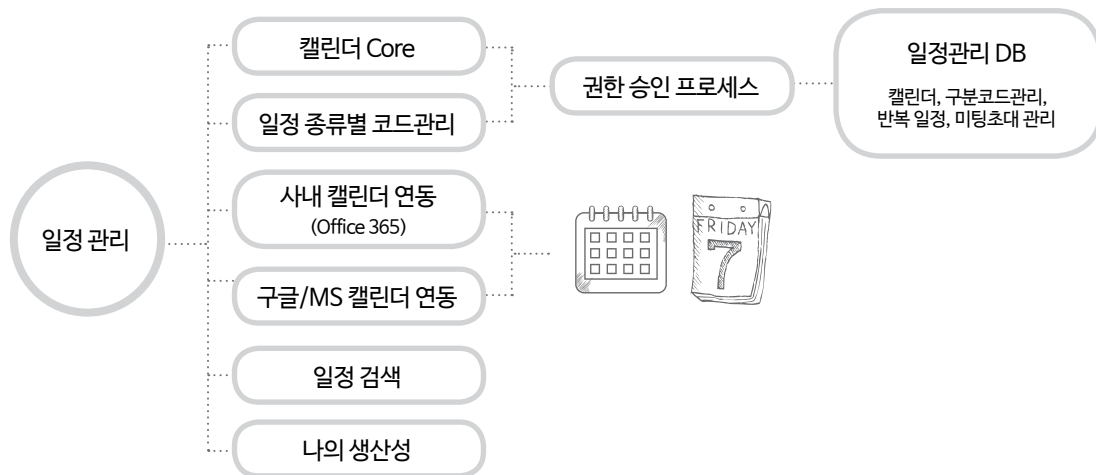 일정 관리
캘린더 Core
일정 종류별 코드관리
사내 캘린더 연동
(Office 365)
구글/MS 캘린더 연동
일정 검색
나의 생산성
권한 승인 프로세스
일정관리 DB
캘린더, 구분코드관리,
반복 일정, 미팅초대 관리
FRIDAY
7